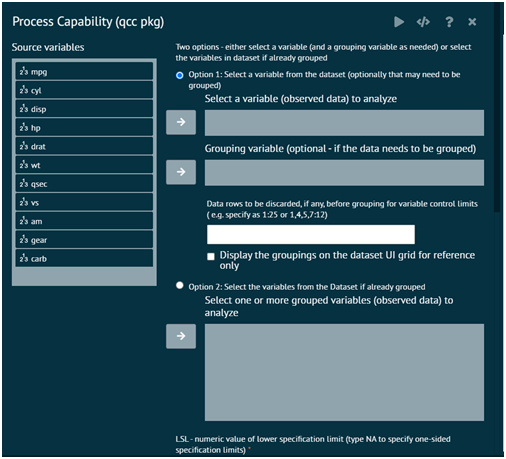 Process Capability (qcc pkg)
?
Source variables
mpg
cyl
disp
hp
drat
wt
qsec
vs
am
gear
carb
Two options - either select a variable (and a grouping variable as needed) or select
the variables in dataset if already grouped
Option 1: Select a variable from the dataset (optionally that may need to be
grouped)
Select a variable (observed data) to analyze
Grouping variable (optional - if the data needs to be grouped)
Data rows to be discarded, if any, before grouping for variable control limits
( e.g. specify as 1:25 or 1,4,5,7:12)
Display the groupings on the dataset UI grid for reference
only
Option 2: Select the variables from the Dataset if already grouped
Select one or more grouped variables (observed data) to
analyze
LSL - numeric value of lower specification limit (type NA to specify one-sided
specification limits) *